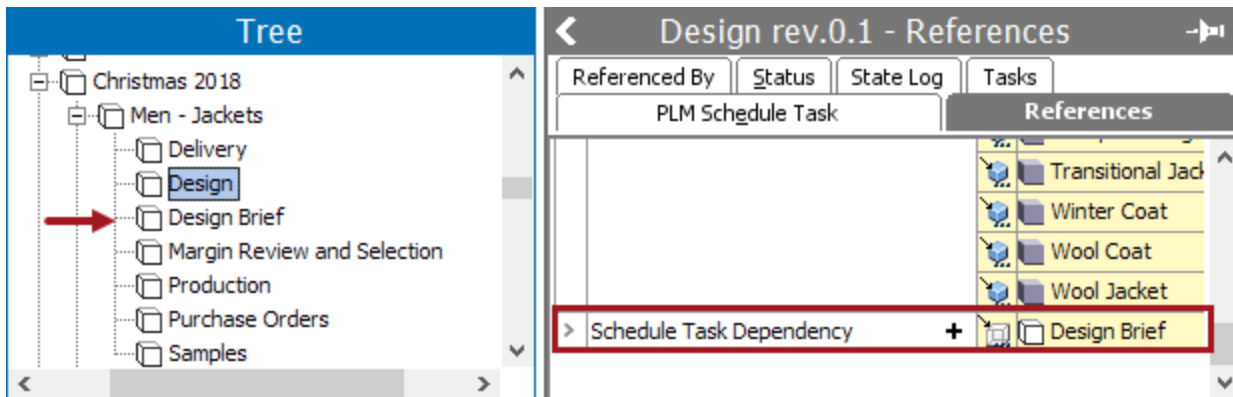 Tree
Christmas 2018
Men - Jackets
Delivery
Design
Design Brief
Margin Review and Selection
Production
Purchase Orders
Samples
Design rev.0.1 - References
Referenced By Status State Log Tasks
PLM Schedule Task References
Transitional Jack
Winter Coat
Wool Coat
Wool Jacket
Schedule Task Dependency + Design Brief